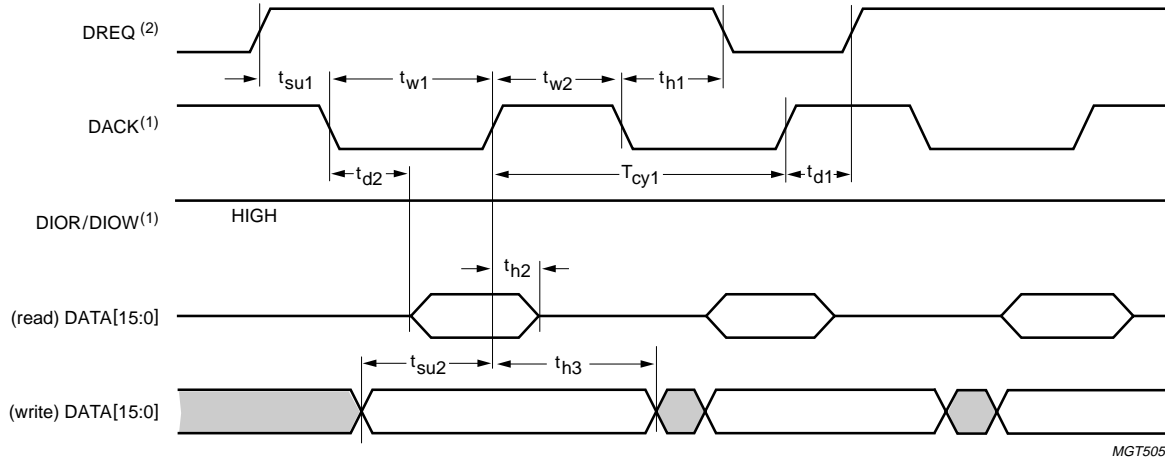 DREQ (2)
tsu1
tw1
tw2
th1
DACK(1)
td2
Tcy1
td1
DIOR/DIOW(1)
HIGH
th2
(read) DATA[15:0]
tsu2
th3
(write) DATA[15:0]
MGT505